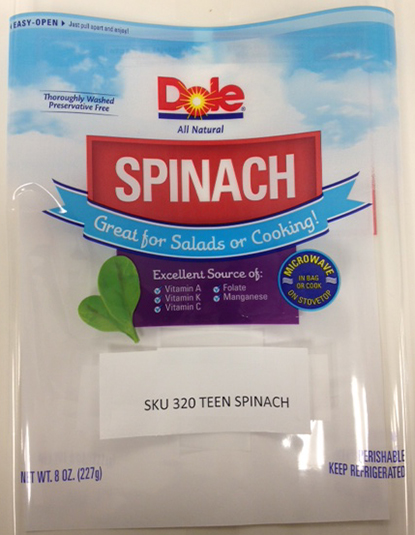 EASY-OPEN ▶ Just pull apart and enjoy!
Thoroughly Washed
Preservative Free
Dole®
All Natural
SPINACH
Great for Salads or Cooking!
Excellent Source of:
Vitamin A
Vitamin K
Vitamin C
Folate
Manganese
MICROWAVE
IN BAG
OR COOK
ON STOVETOP
SKU 320 TEEN SPINACH
NET WT. 8 OZ. (227g)
PERISHABLE
KEEP REFRIGERATED